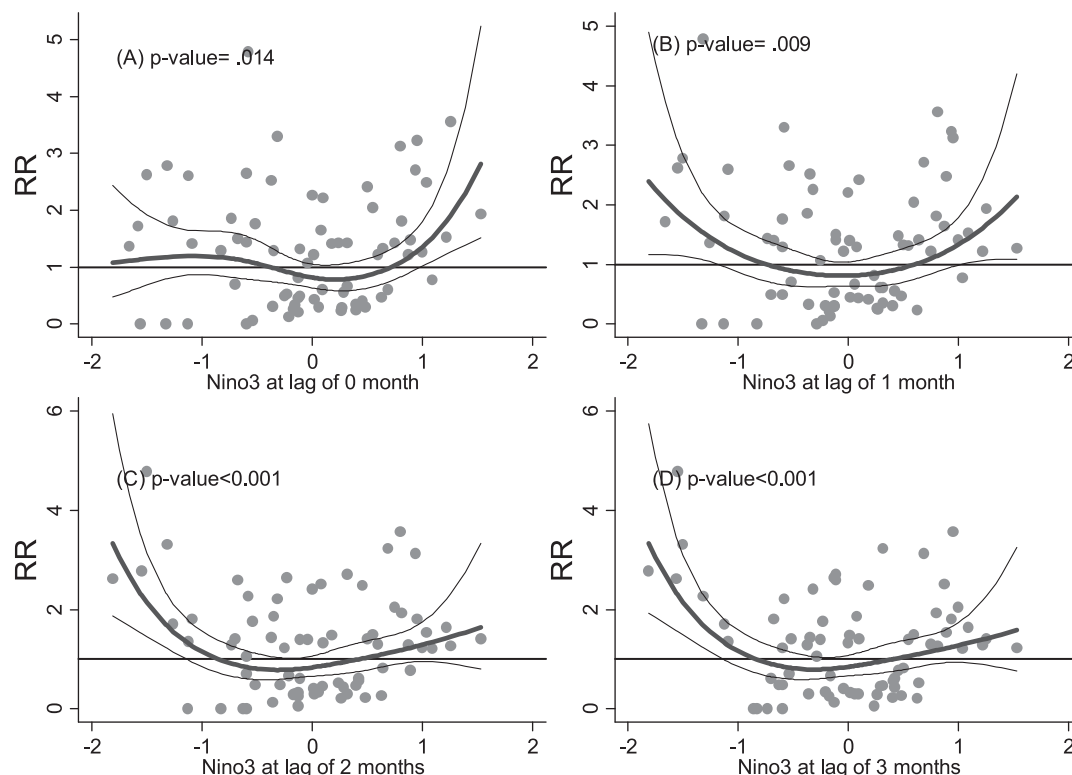 (A) p-value= .014
RR
5
4
3
2
1
0
-2 -1 0 1 2
Nino3 at lag of 0 month
(B) p-value= .009
RR
5
4
3
2
1
0
-2 -1 0 1 2
Nino3 at lag of 1 month
(C) p-value<0.001
RR
6
4
2
0
-2 -1 0 1 2
Nino3 at lag of 2 months
(D) p-value<0.001
RR
6
4
2
0
-2 -1 0 1 2
Nino3 at lag of 3 months